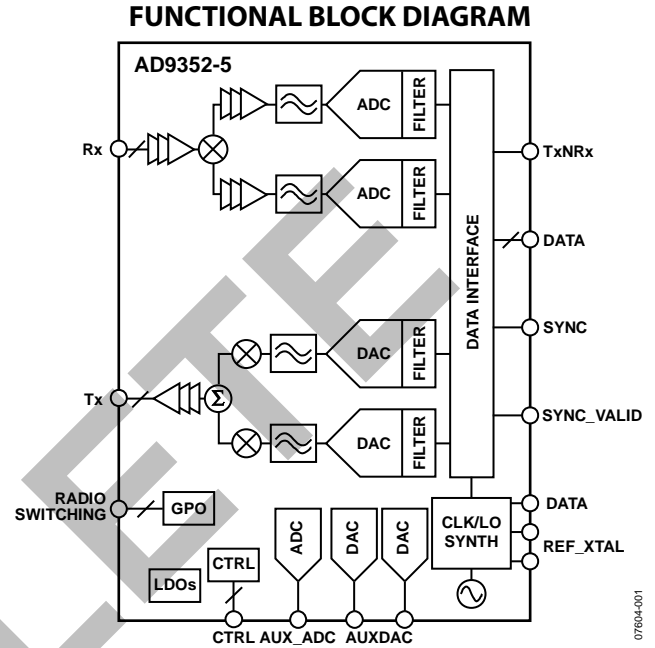 FUNCTIONAL BLOCK DIAGRAM
AD9352-5
Rx
ADC
FILTER
ADC
FILTER
DATA INTERFACE
TxNRx
DATA
SYNC
SYNC_VALID
Tx
Σ
DAC
FILTER
DAC
FILTER
RADIO
SWITCHING
GPO
LDOs
CTRL
ADC
DAC
DAC
CLK/LO
SYNTH
DATA
REF_XTAL
CTRL AUX_ADC AUXDAC
07604-001
LETE